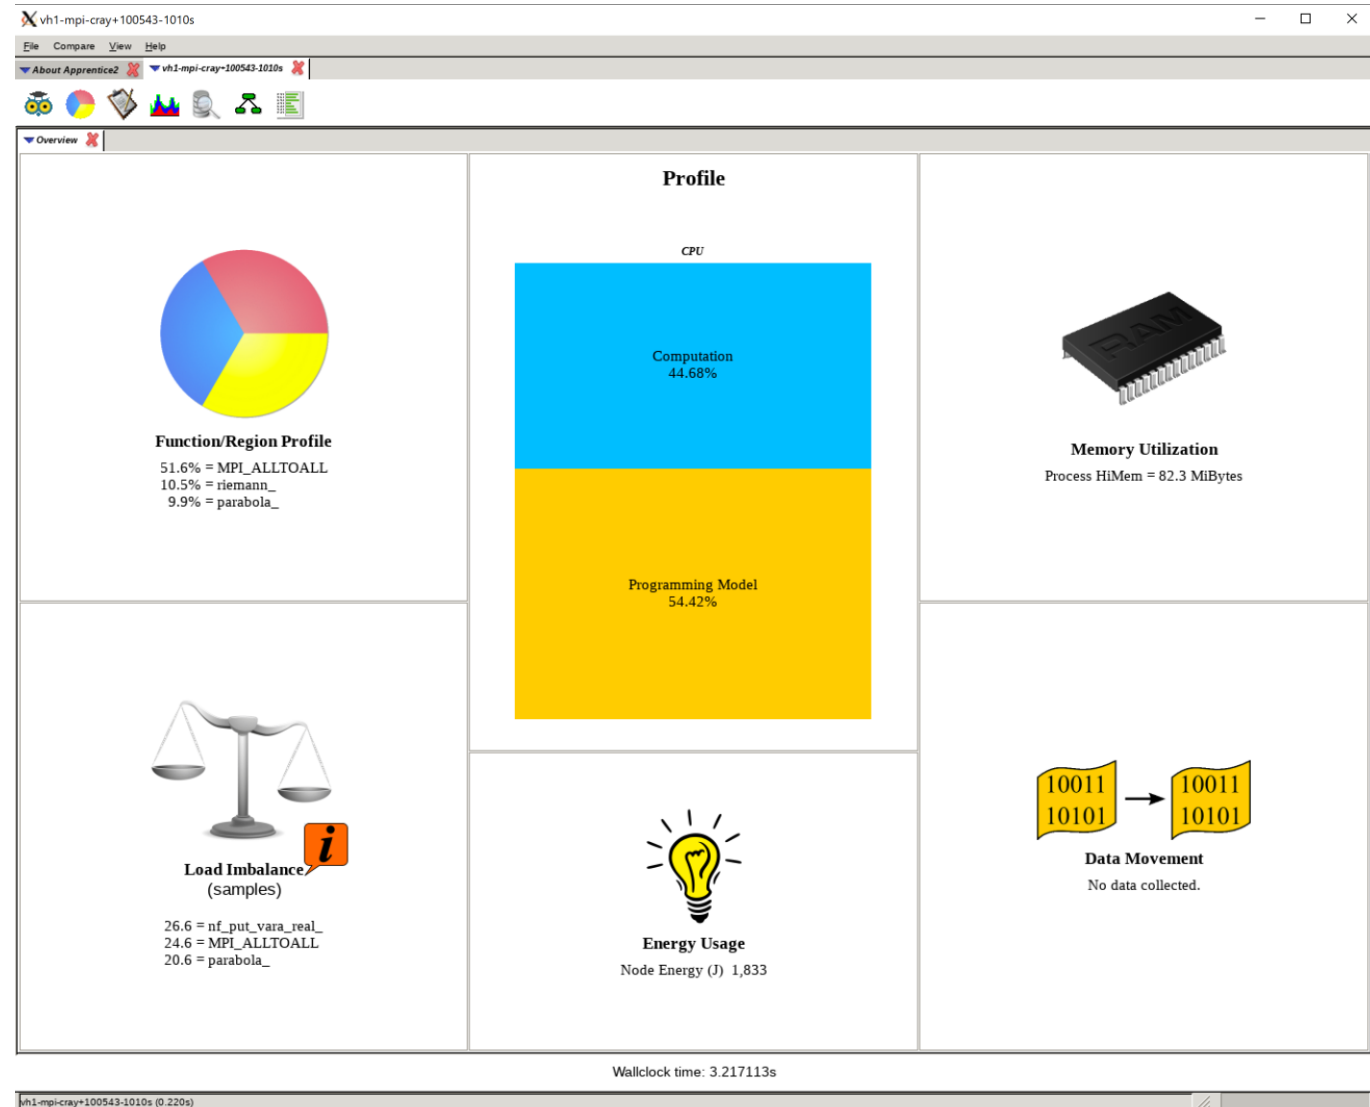 vh1-mpi-cray+100543-1010s
File Compare View Help
About Apprentice2 vh1-mpi-cray+100543-1010s
Overview
Function/Region Profile
51.6% = MPI_ALLTOALL
10.5% = riemann_
9.9% = parabola_
Profile
CPU
Computation
44.68%
Programming Model
54.42%
RAM
Memory Utilization
Process HiMem = 82.3 MiBytes
i
Load Imbalance
(samples)
26.6 = nf_put_vara_real_
24.6 = MPI_ALLTOALL
20.6 = parabola_
Energy Usage
Node Energy (J) 1,833
10011 10011
10101 10101
Data Movement
No data collected.
Wallclock time: 3.217113s
vh1-mpi-cray+100543-1010s (0.220s)